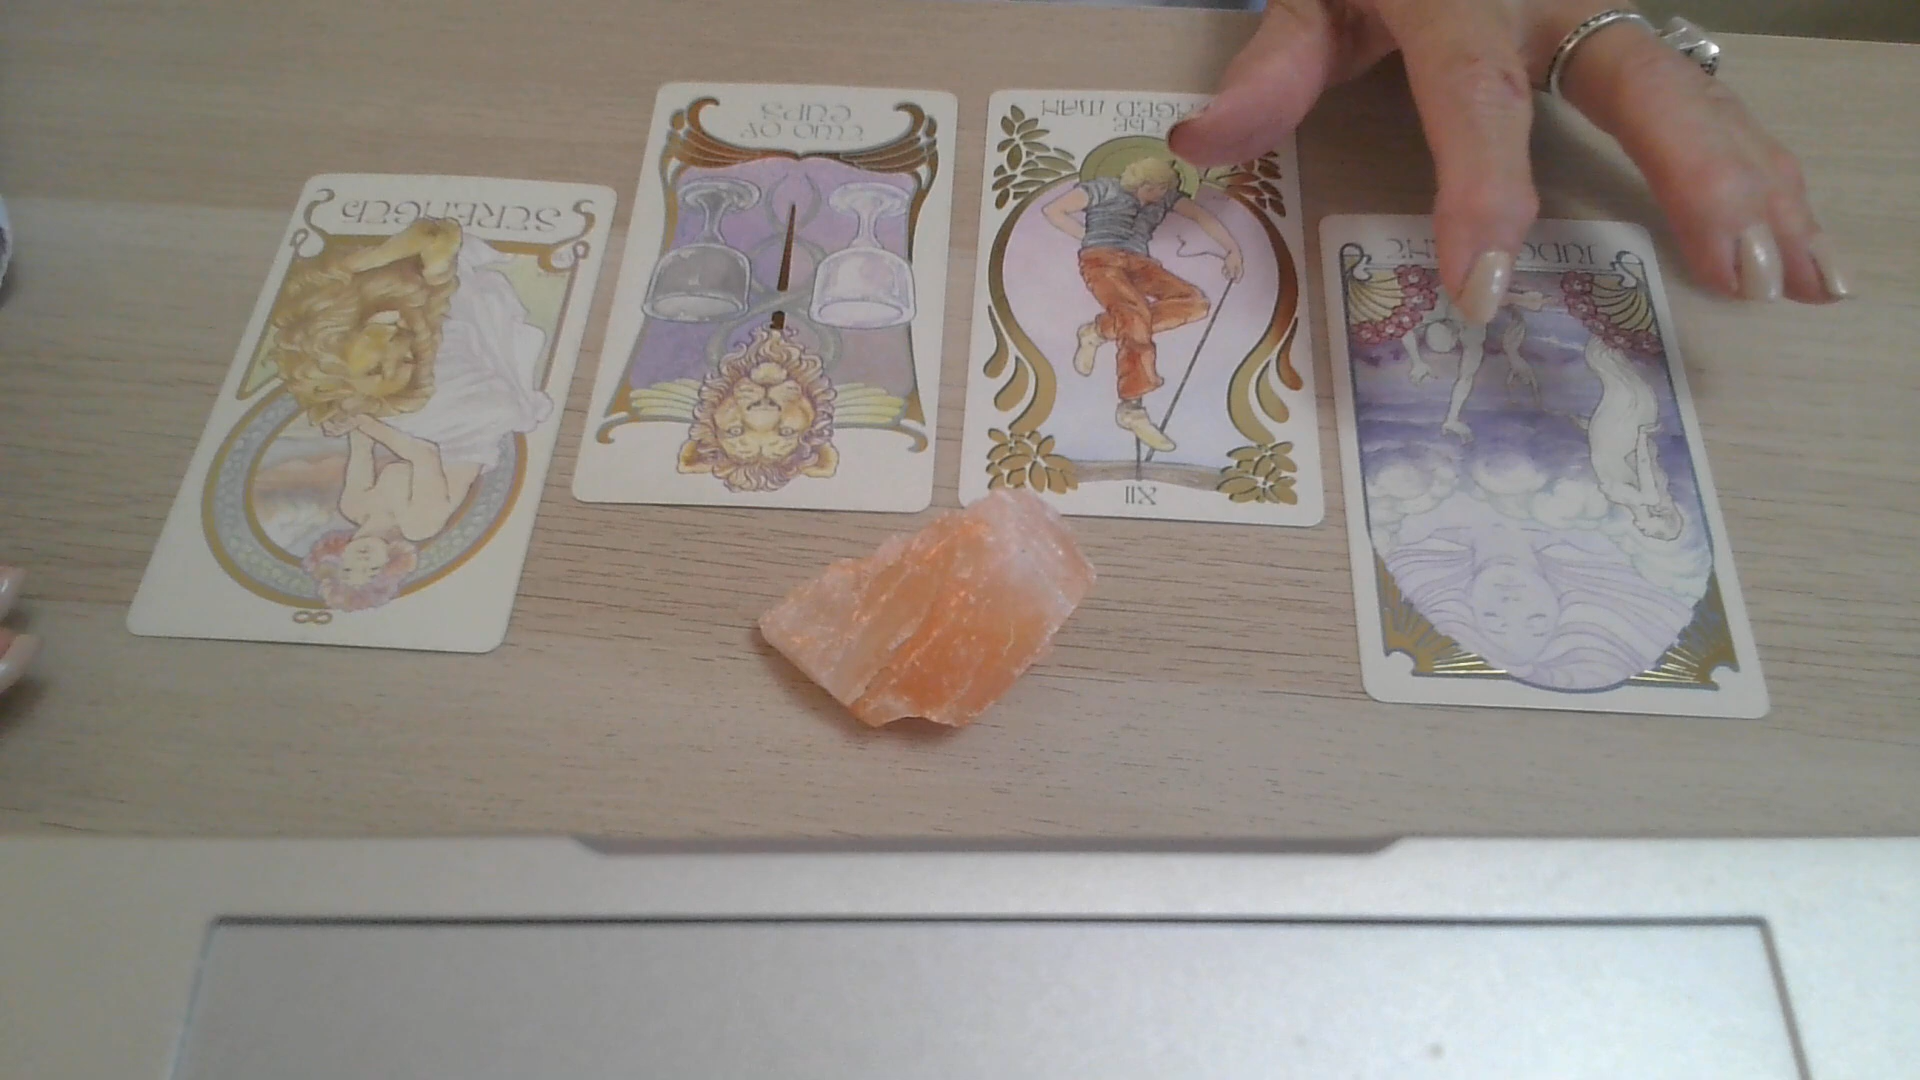 STRENGTH
8
TWO OF
CUPS
THE
MAN
XII